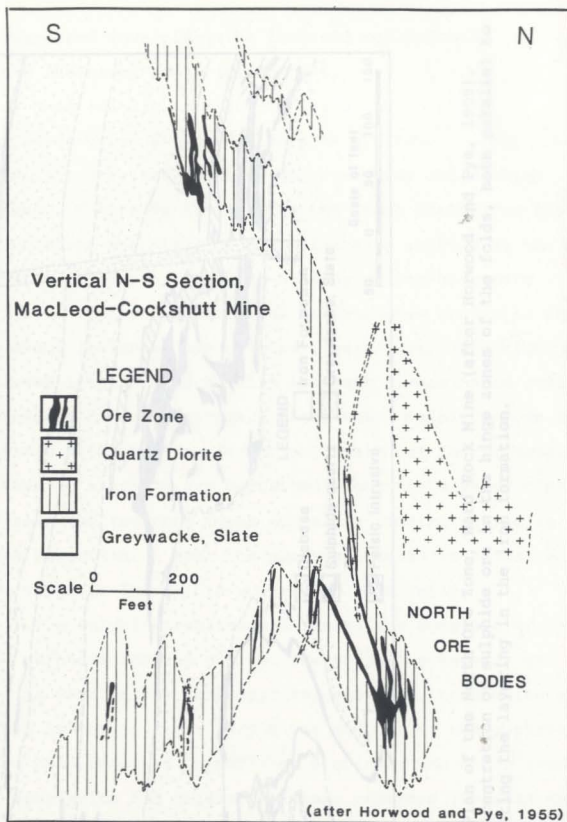 S N
Vertical N-S Section,
MacLeod-Cockshutt Mine
LEGEND
Ore Zone
Quartz Diorite
Iron Formation
Greywacke, Slate
Scale 0 200
Feet
NORTH
ORE
BODIES
(after Horwood and Pye, 1955)